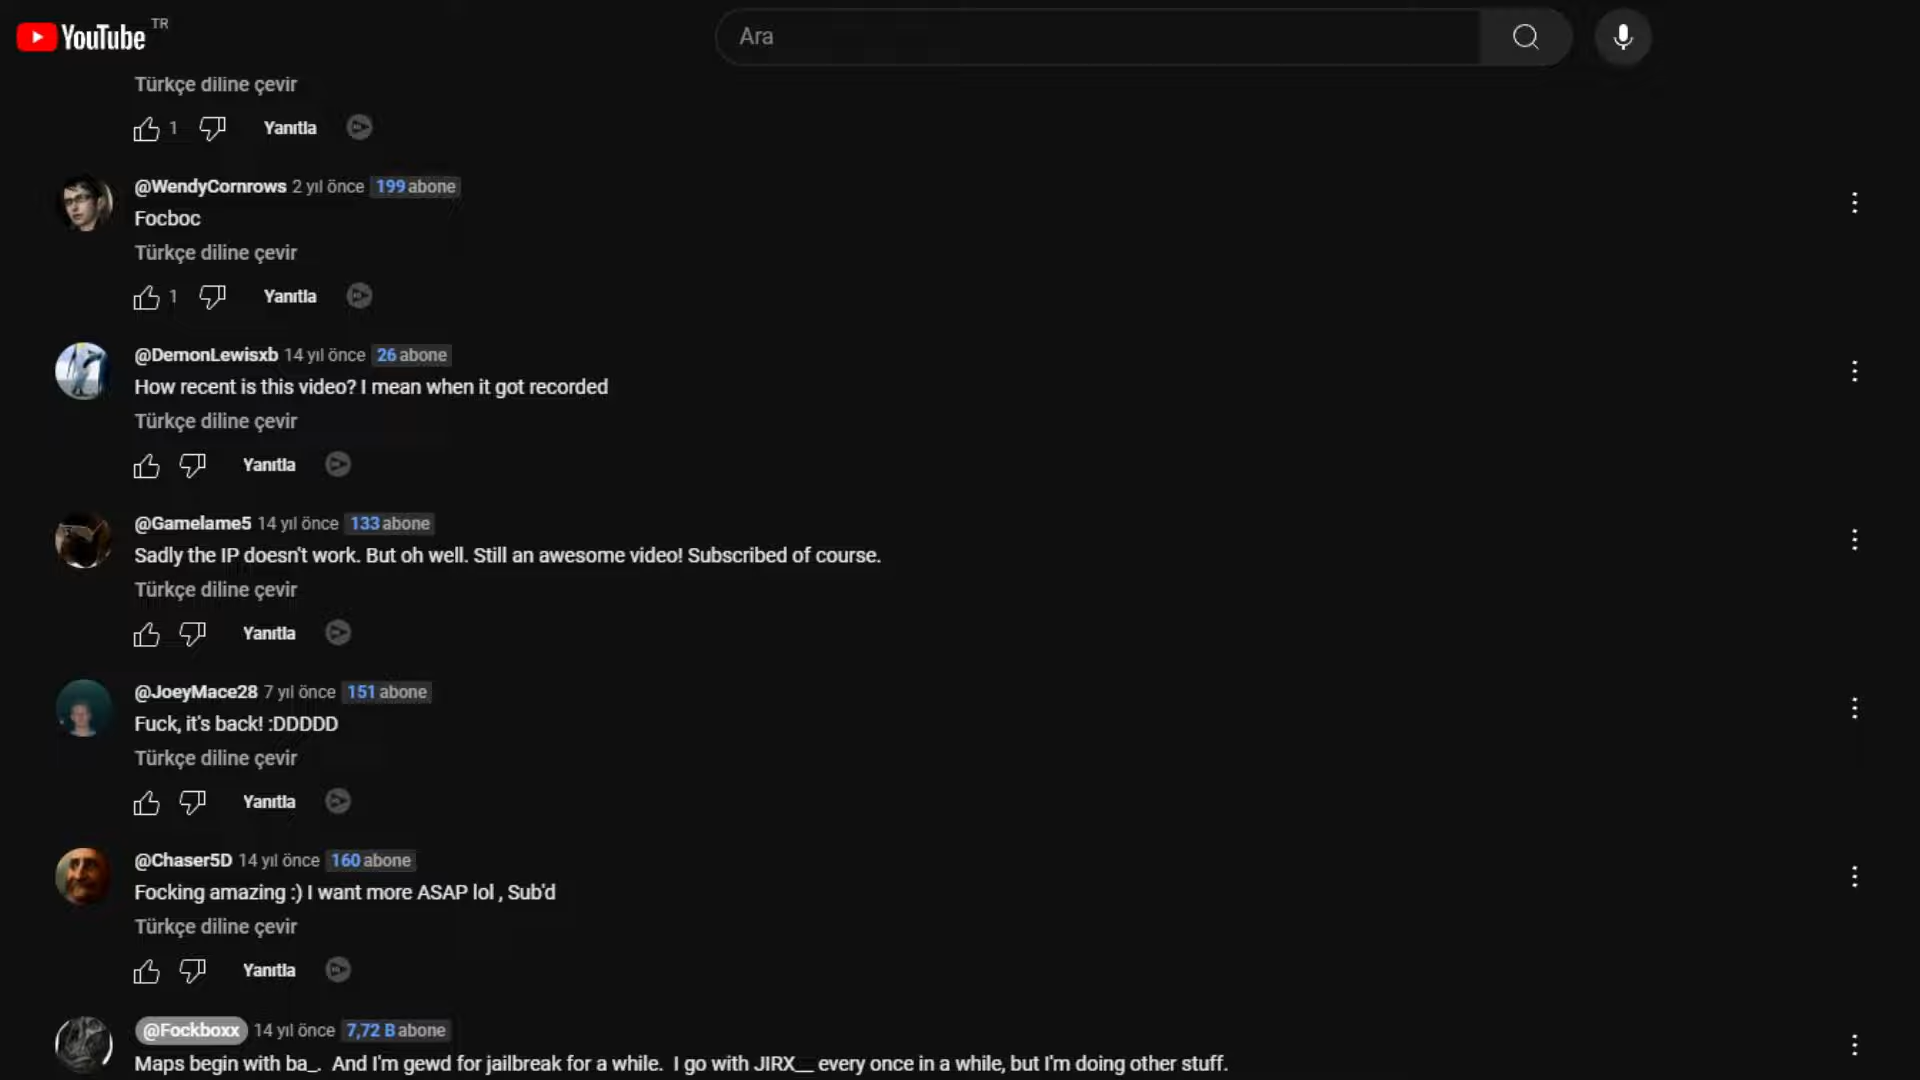 YouTube TR
Ara
Türkçe diline çevir
1 Yanıtla
@WendyCornrows 2 yıl önce 199 abone
Focboc
Türkçe diline çevir
1 Yanıtla
@DemonLewisxb 14 yıl önce 26 abone
How recent is this video? I mean when it got recorded
Türkçe diline çevir
Yanıtla
@Gamelame5 14 yıl önce 133 abone
Sadly the IP doesn't work. But oh well. Still an awesome video! Subscribed of course.
Türkçe diline çevir
Yanıtla
@JoeyMace28 7 yıl önce 151 abone
Fuck, it's back! :DDDDD
Türkçe diline çevir
Yanıtla
@Chaser5D 14 yıl önce 160 abone
Focking amazing :) I want more ASAP lol , Sub'd
Türkçe diline çevir
Yanıtla
@Fockboxx 14 yıl önce 7,72 B abone
Maps begin with ba_.  And I'm gewd for jailbreak for a while.  I go with JIRX__ every once in a while, but I'm doing other stuff.